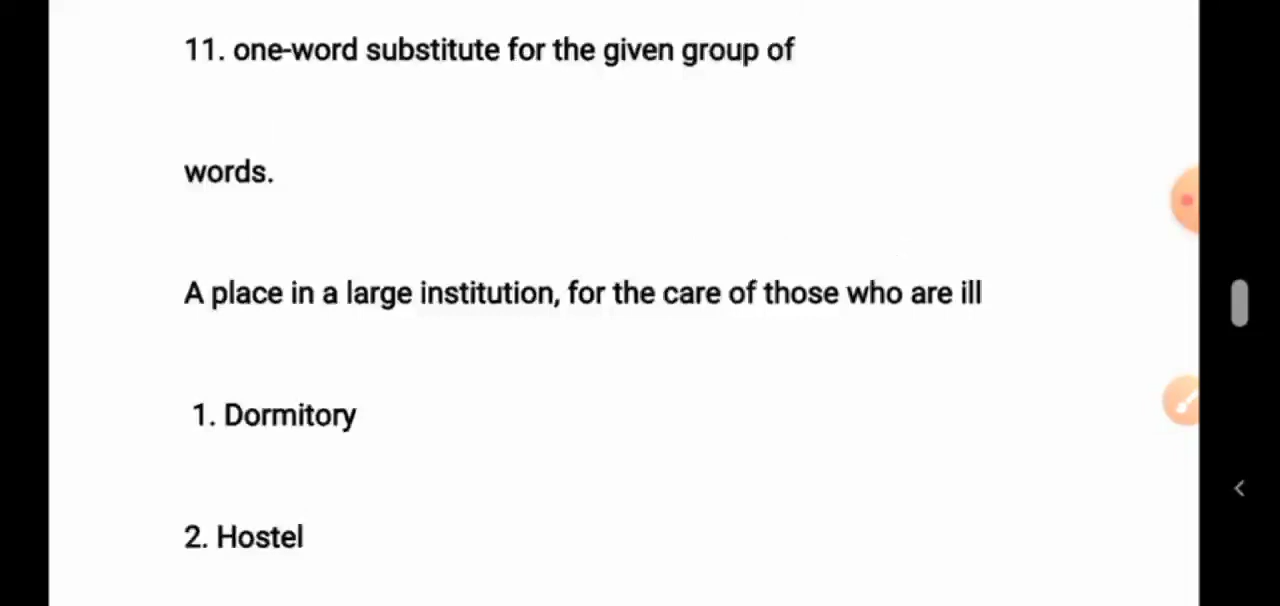 11. one-word substitute for the given group of
words.
A place in a large institution, for the care of those who are ill
1. Dormitory
2. Hostel